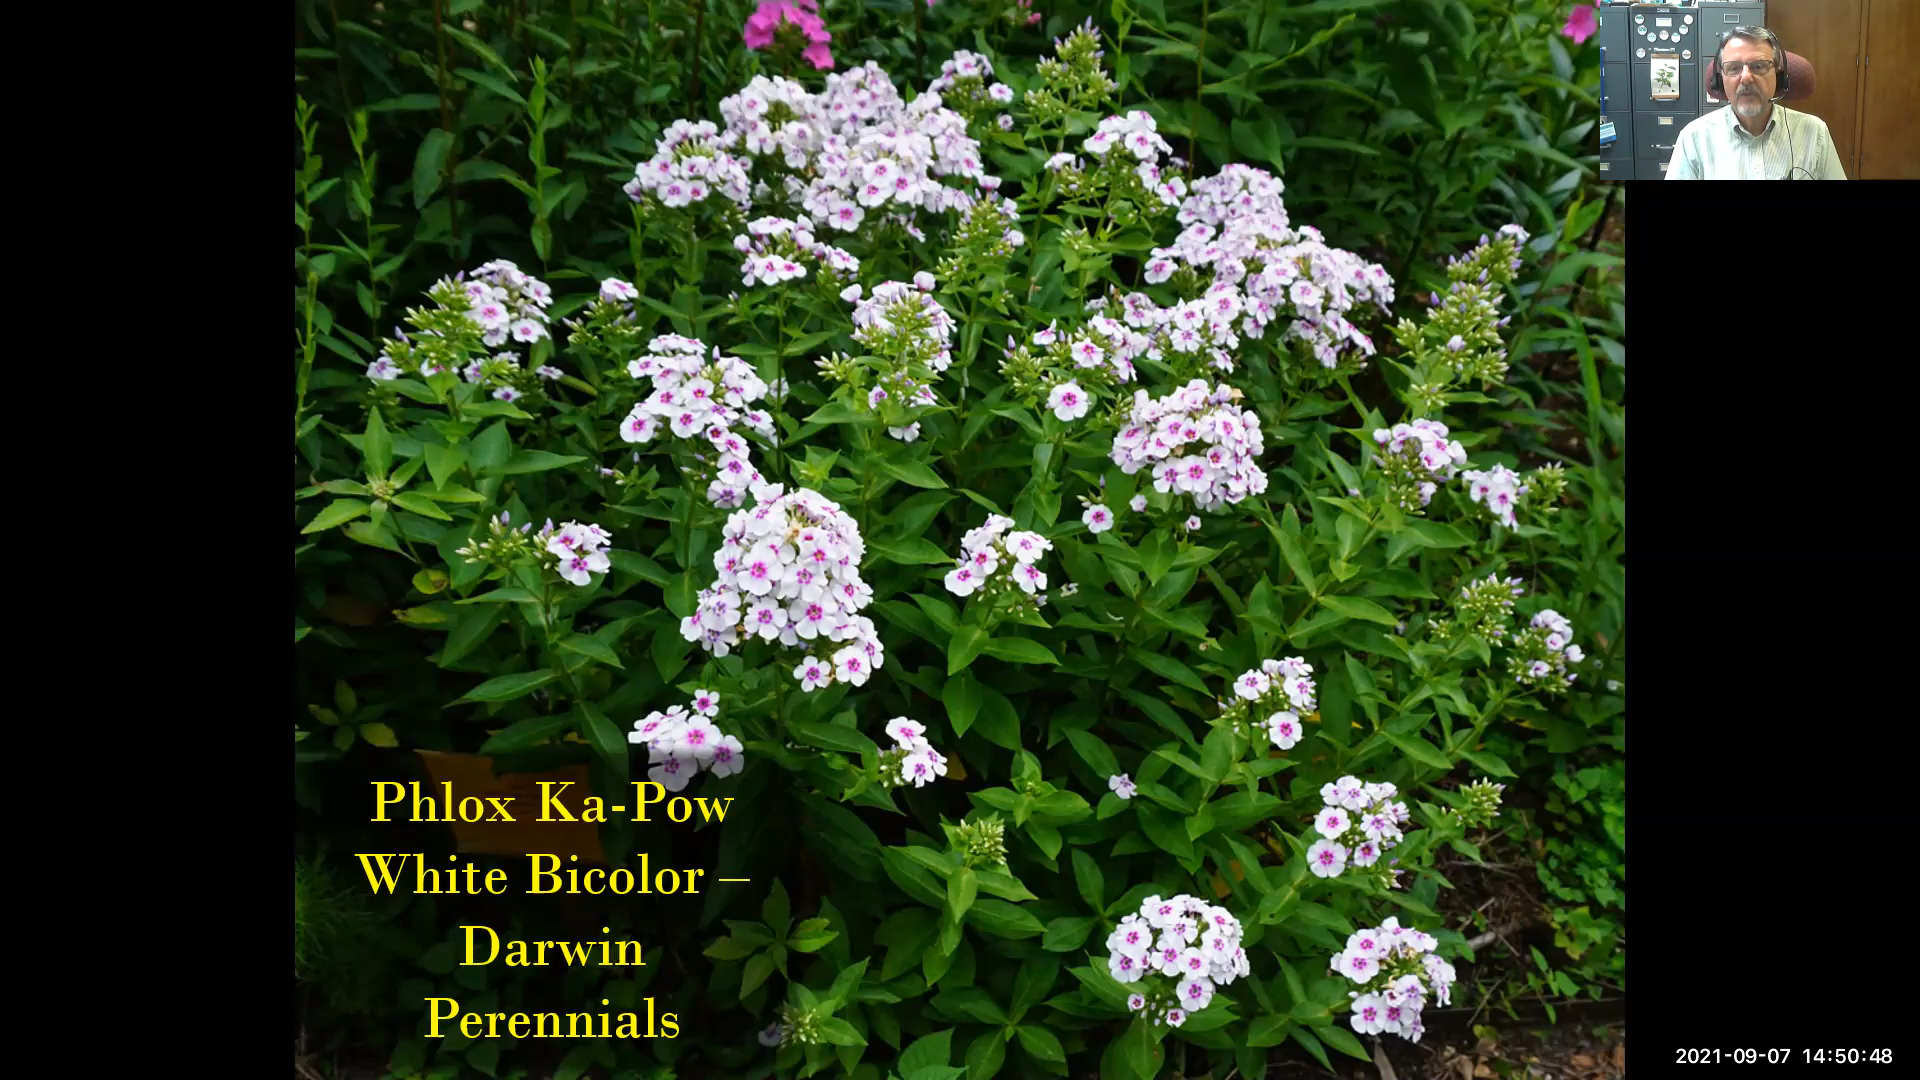 Phlox Ka-Pow
White Bicolor –
Darwin
Perennials
2021-09-07 14:50:48